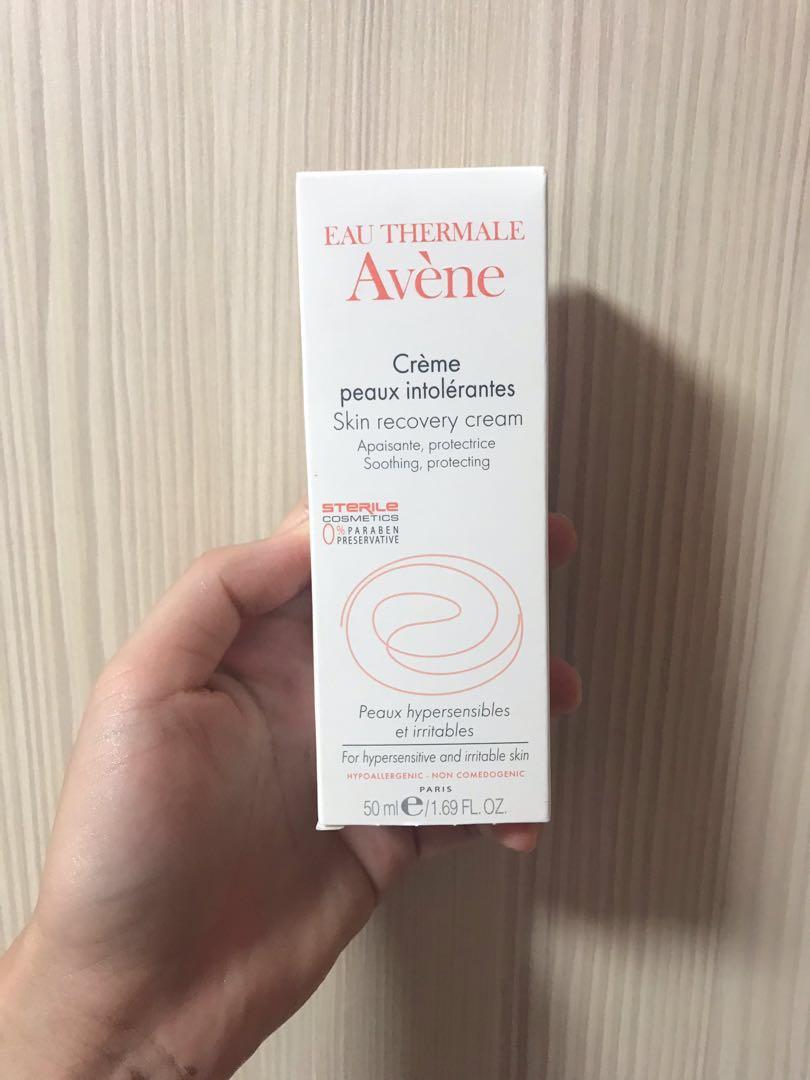 EAU THERMALE
Avène
Crème
peaux intolérantes
Skin recovery cream
Apaisante, protectrice
Soothing, protecting
STERILE
COSMETICS
0% PARABEN
PRESERVATIVE
Peaux hypersensibles
et irritables
For hypersensitive and irritable skin
HYPOALLERGENIC - NON COMEDOGENIC
PARIS
50 ml e/1.69 FL. OZ.